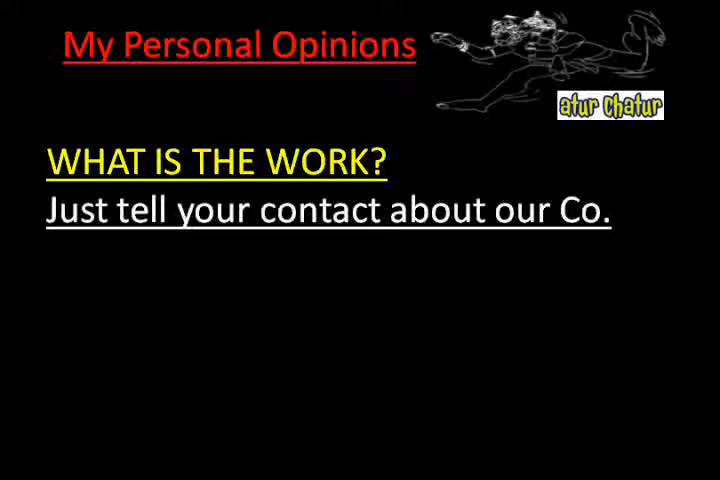 My Personal Opinions
atur Chatur
WHAT IS THE WORK?
Just tell your contact about our Co.